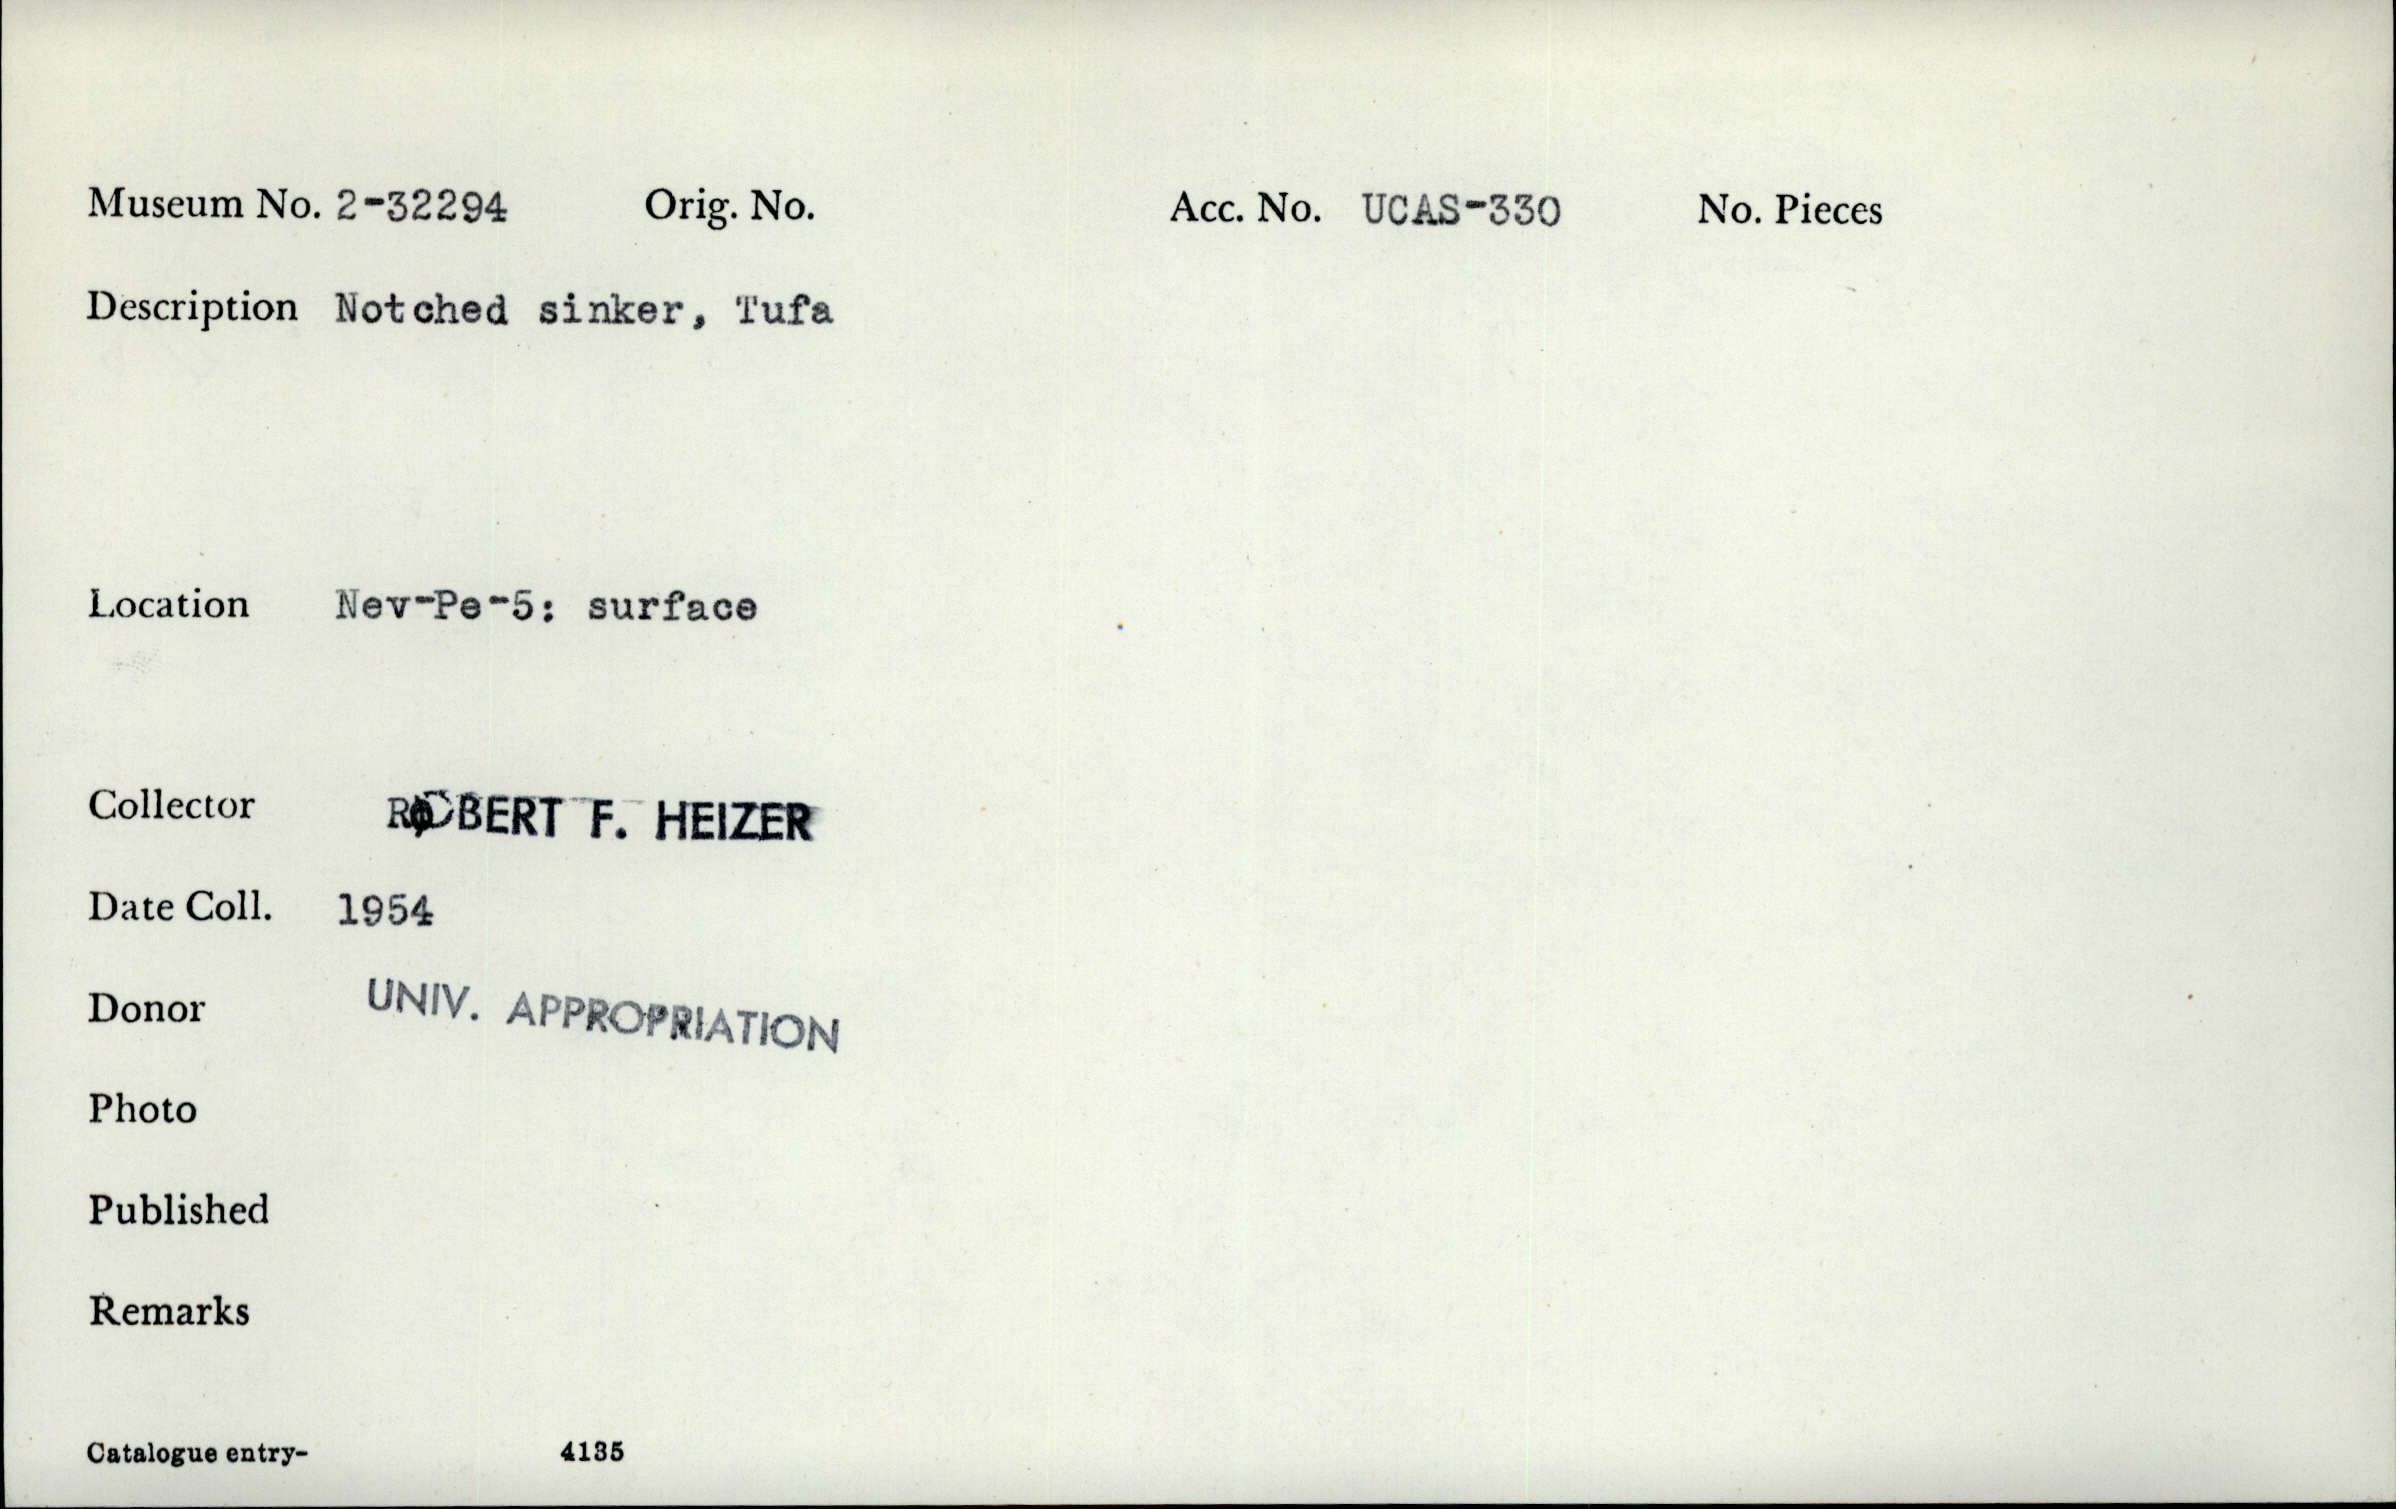 Museum No. 2-32294 Orig. No. Acc. No. UCAS-330 No. Pieces
Description Notched sinker, Tufa
Location Nev-Pe-5: surface
Collector ROBERT F. HEIZER
Date Coll. 1954
Donor UNIV. APPROPRIATION
Photo
Published
Remarks
Catalogue entry- 4135